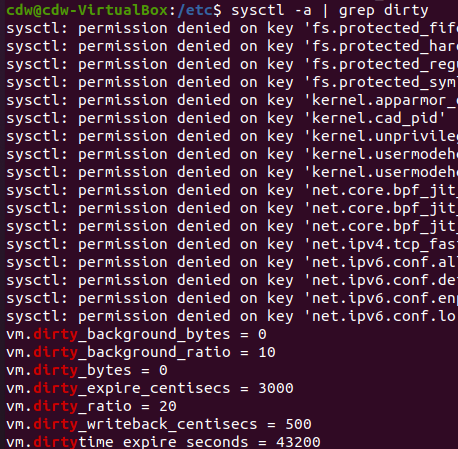 cdw@cdw-VirtualBox:/etc$ sysctl -a | grep dirty
sysctl: permission denied on key 'fs.protected_fif
sysctl: permission denied on key 'fs.protected_har
sysctl: permission denied on key 'fs.protected_reg
sysctl: permission denied on key 'fs.protected_sym
sysctl: permission denied on key 'kernel.apparmor_
sysctl: permission denied on key 'kernel.cad_pid'
sysctl: permission denied on key 'kernel.unprivileg
sysctl: permission denied on key 'kernel.usermodehe
sysctl: permission denied on key 'kernel.usermodehe
sysctl: permission denied on key 'net.core.bpf_jit_
sysctl: permission denied on key 'net.core.bpf_jit_
sysctl: permission denied on key 'net.core.bpf_jit_
sysctl: permission denied on key 'net.ipv4.tcp_fas
sysctl: permission denied on key 'net.ipv6.conf.al
sysctl: permission denied on key 'net.ipv6.conf.de
sysctl: permission denied on key 'net.ipv6.conf.enp
sysctl: permission denied on key 'net.ipv6.conf.lo
vm.dirty_background_bytes = 0
vm.dirty_background_ratio = 10
vm.dirty_bytes = 0
vm.dirty_expire_centisecs = 3000
vm.dirty_ratio = 20
vm.dirty_writeback_centisecs = 500
vm.dirtytime_expire_seconds = 43200